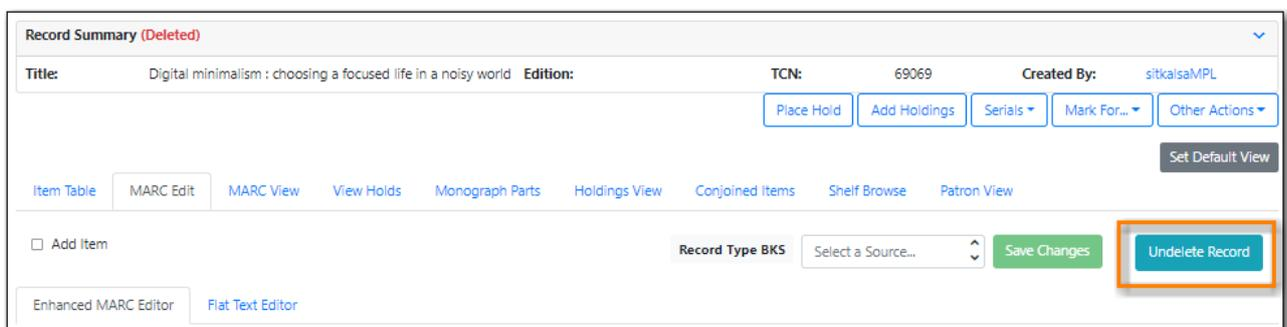 Record Summary (Deleted)
Title: Digital minimalism : choosing a focused life in a noisy world Edition: TCN: 69069 Created By: sitkalsaMPL
Place Hold Add Holdings Serials Mark For... Other Actions
Set Default View
Item Table MARC Edit MARC View View Holds Monograph Parts Holdings View Conjoined Items Shelf Browse Patron View
Add Item Record Type BKS Select a Source... Save Changes Undelete Record
Enhanced MARC Editor Flat Text Editor